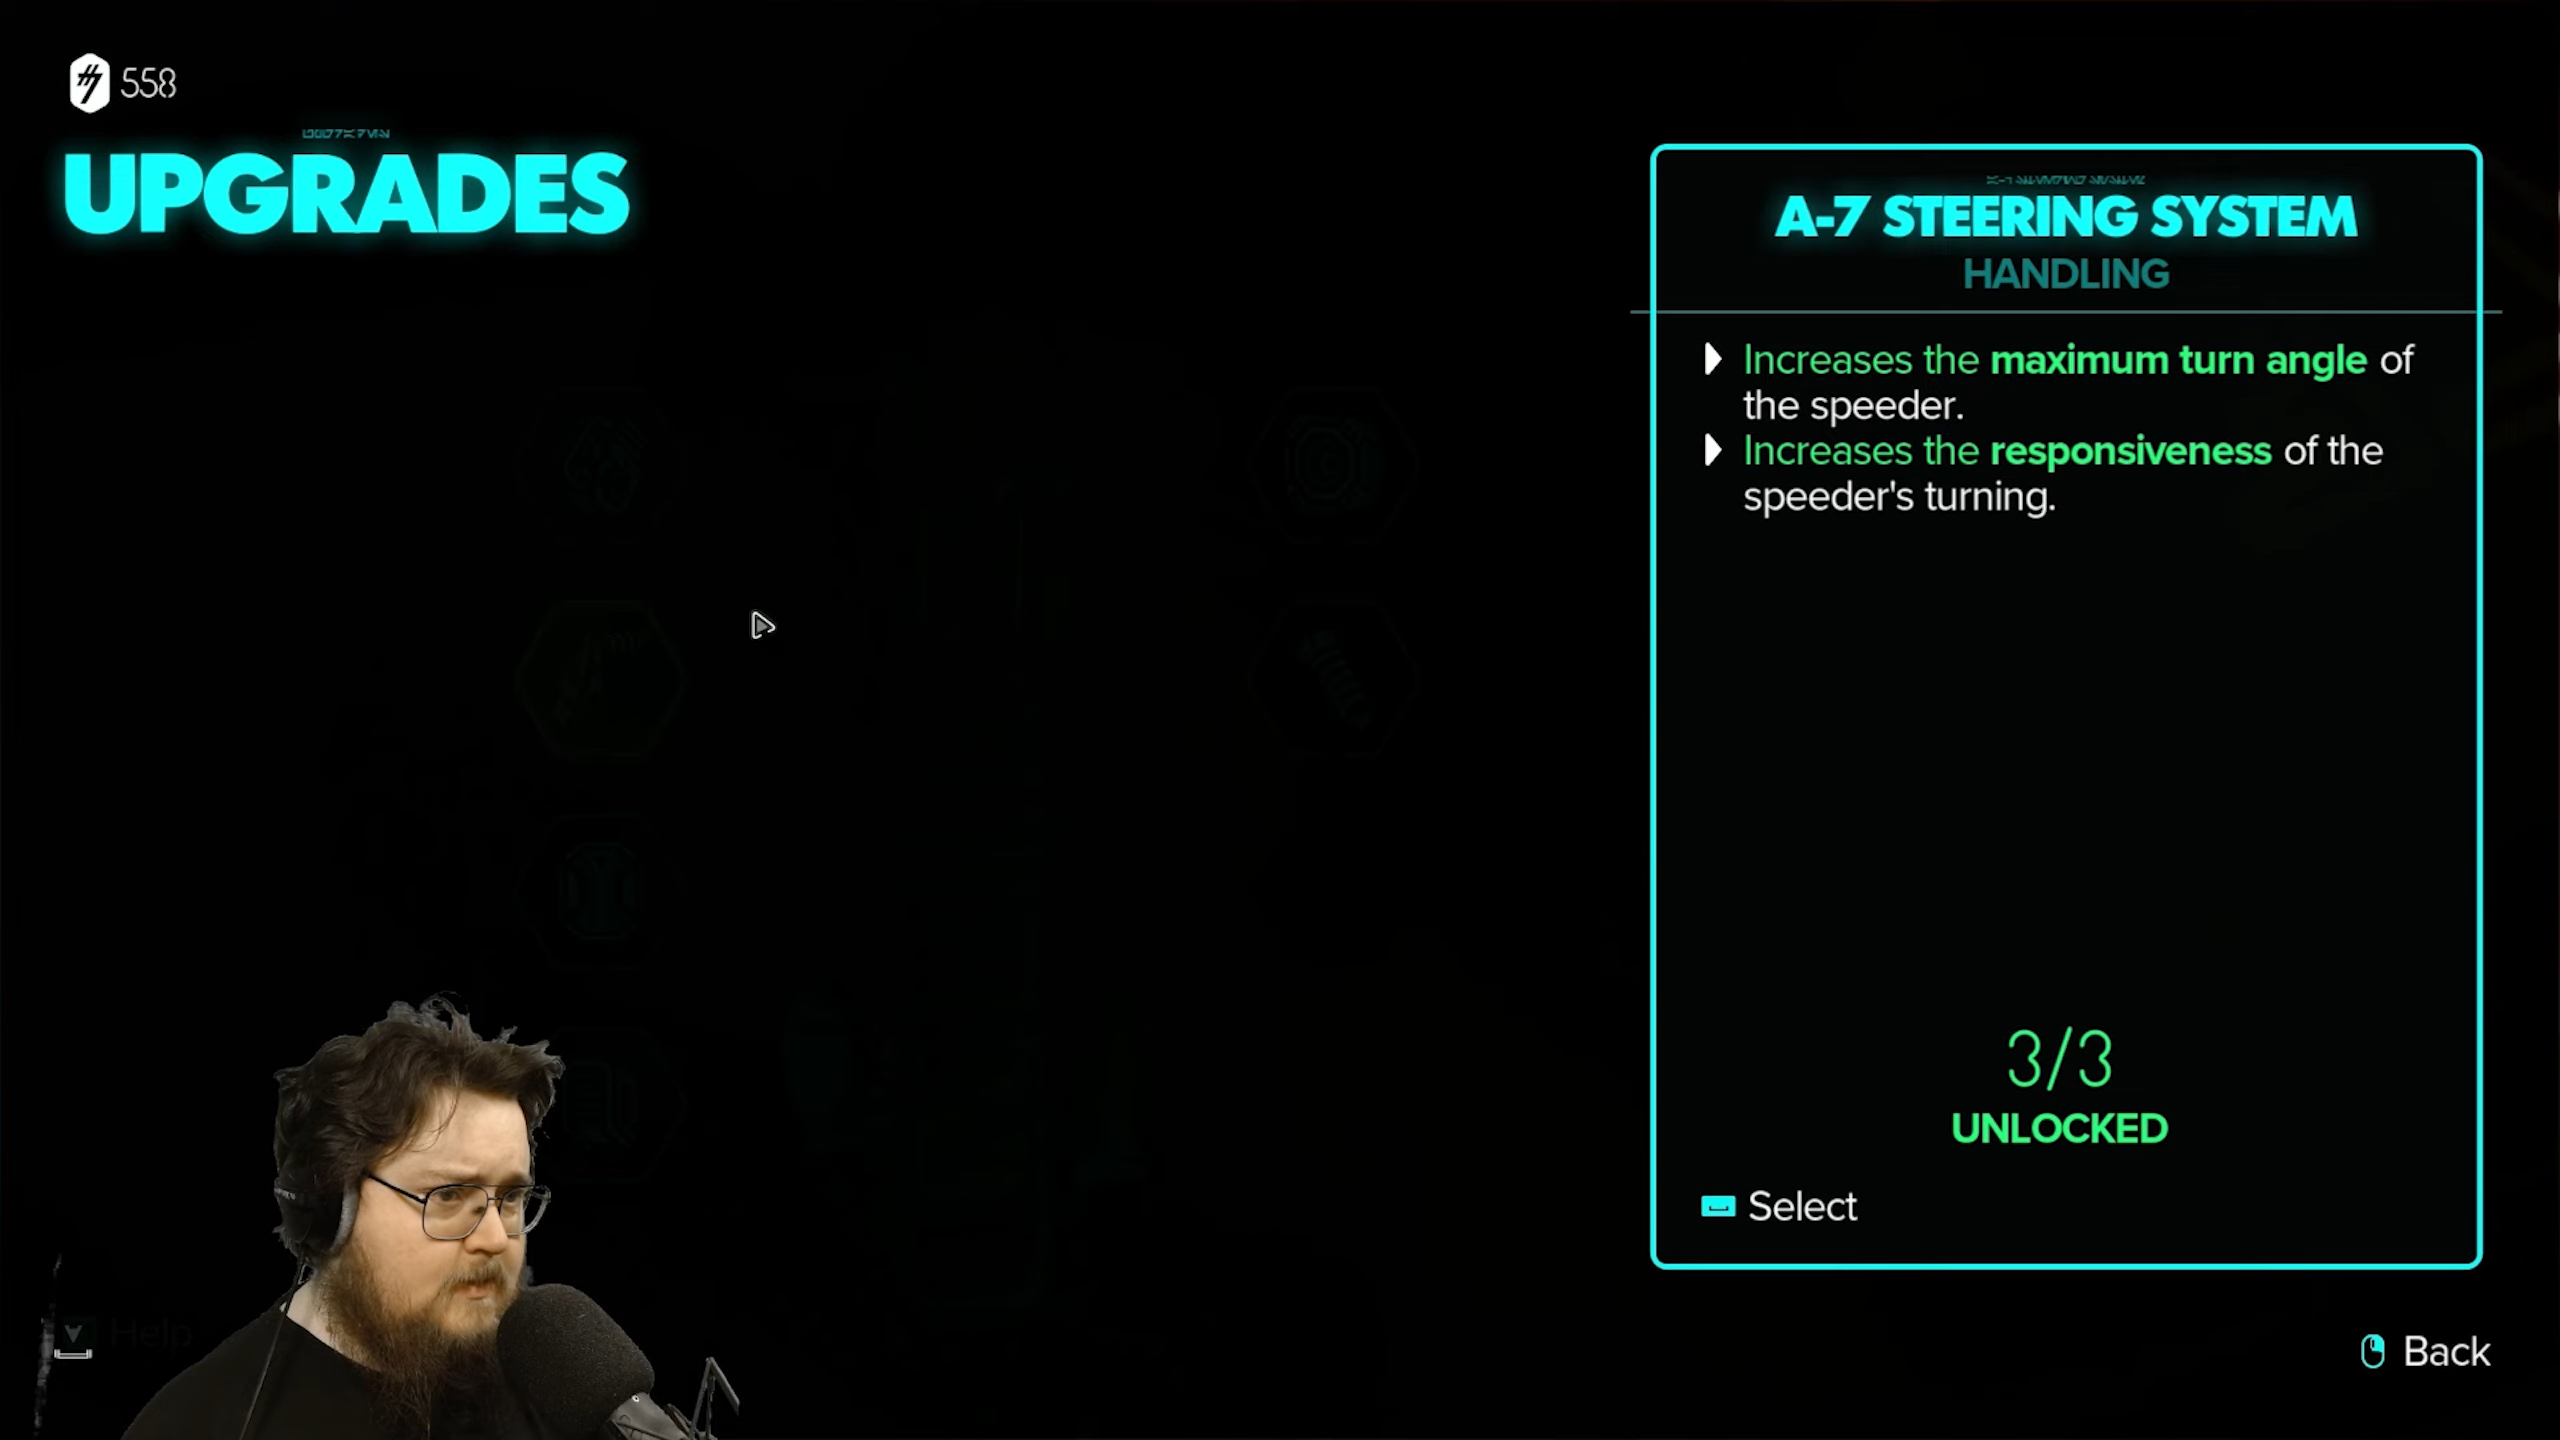 558
UPGRADES
A-7 STEERING SYSTEM
HANDLING
Increases the maximum turn angle of
the speeder.
Increases the responsiveness of the
speeder's turning.
3/3
UNLOCKED
Select
Help
Back